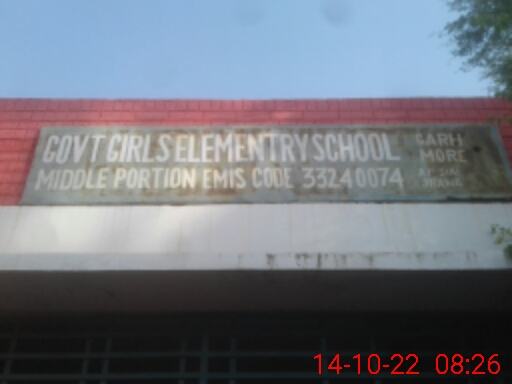 GOVT GIRLS ELEMENTRY SCHOOL GARH
MORE
MIDDLE PORTION EMIS CODE 33240074
14-10-22 08:26